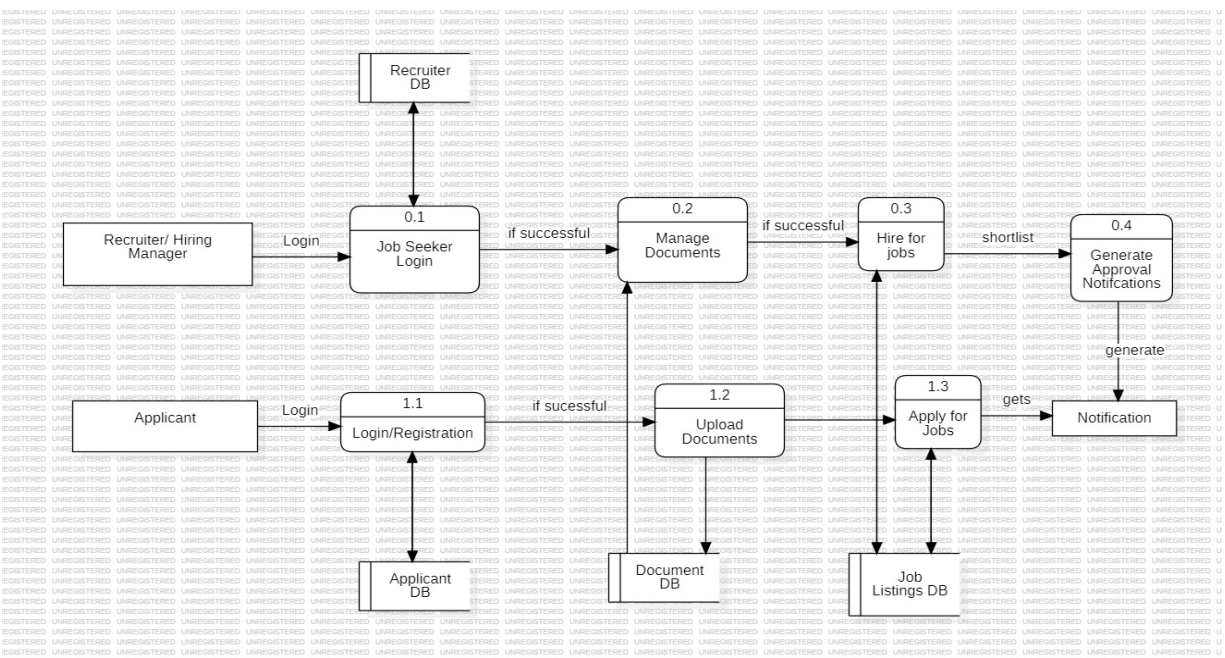 Recruiter
DB
0.1
Job Seeker
Login
Recruiter/ Hiring
Manager
Login
if successful
0.2
Manage
Documents
if successful
0.3
Hire for
jobs
shortlist
0.4
Generate
Approval
Notifcations
generate
Applicant
Login
1.1
Login/Registration
if sucessful
1.2
Upload
Documents
1.3
Apply for
Jobs
gets
Notification
Applicant
DB
Document
DB
Job
Listings DB
UNREGISTERED